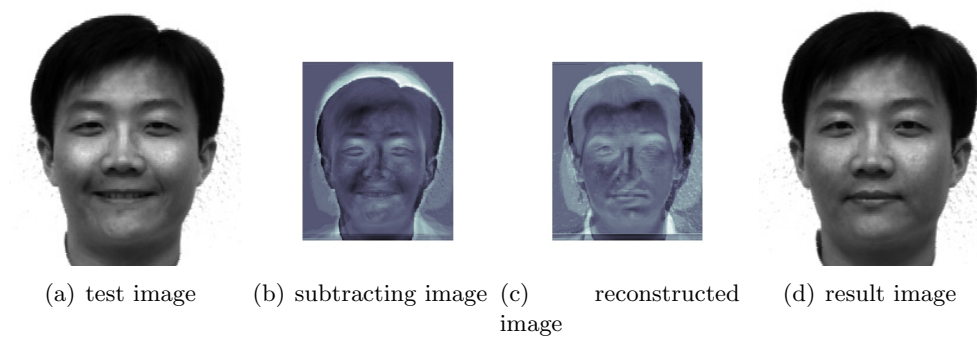 (a) test image
(b) subtracting image
(c) reconstructed
image
(d) result image